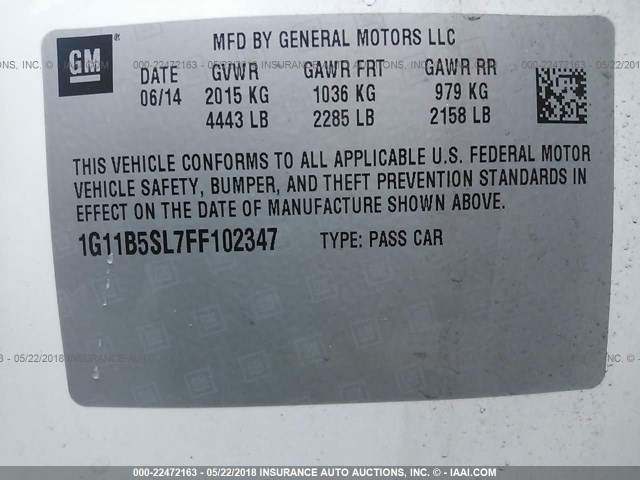 GM
MFD BY GENERAL MOTORS LLC
DATE GVWR GAWR FRT GAWR RR
06/14 2015 KG 1036 KG 979 KG
4443 LB 2285 LB 2158 LB
THIS VEHICLE CONFORMS TO ALL APPLICABLE U.S. FEDERAL MOTOR
VEHICLE SAFETY, BUMPER, AND THEFT PREVENTION STANDARDS IN
EFFECT ON THE DATE OF MANUFACTURE SHOWN ABOVE.
1G11B5SL7FF102347 TYPE: PASS CAR
000-22472163 - 05/22/2018 INSURANCE AUTO AUCTIONS, INC. - IAAI.COM